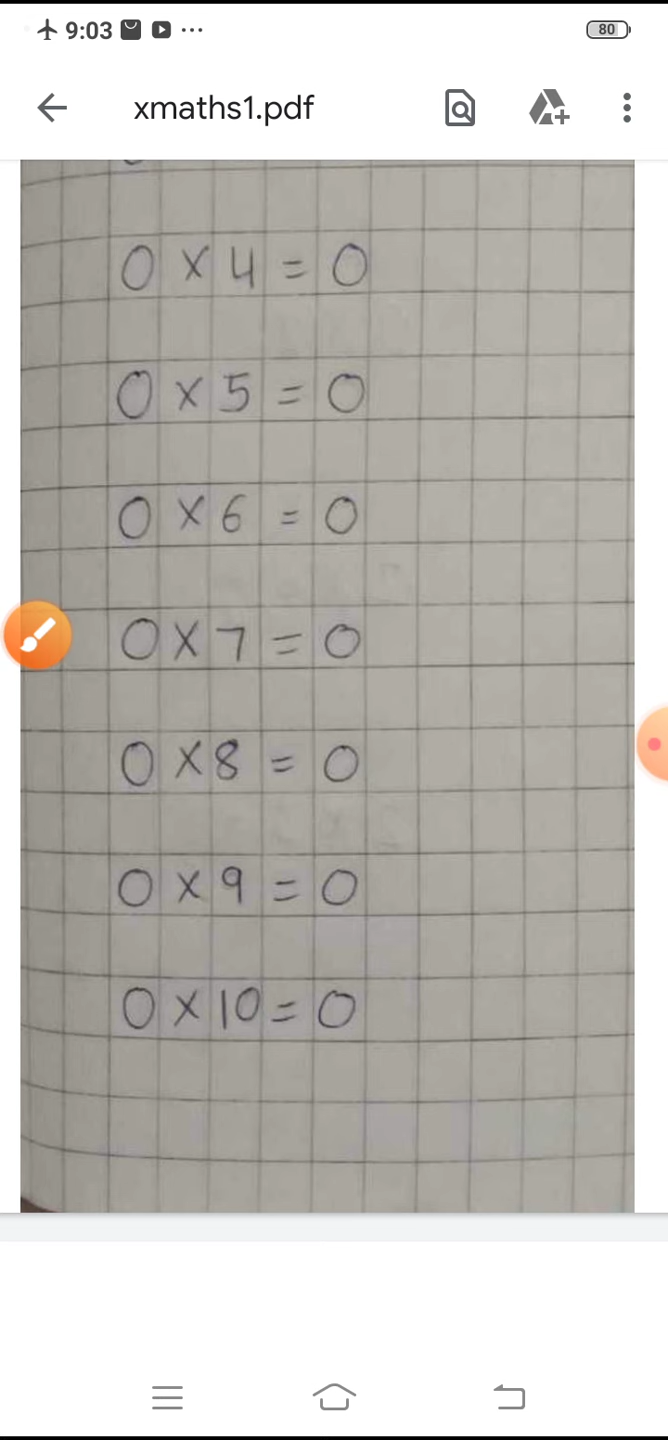 9:03 ... 80
xmaths1.pdf
0 × 4 = 0
0 × 5 = 0
0 × 6 = 0
0 × 7 = 0
0 × 8 = 0
0 × 9 = 0
0 × 10 = 0